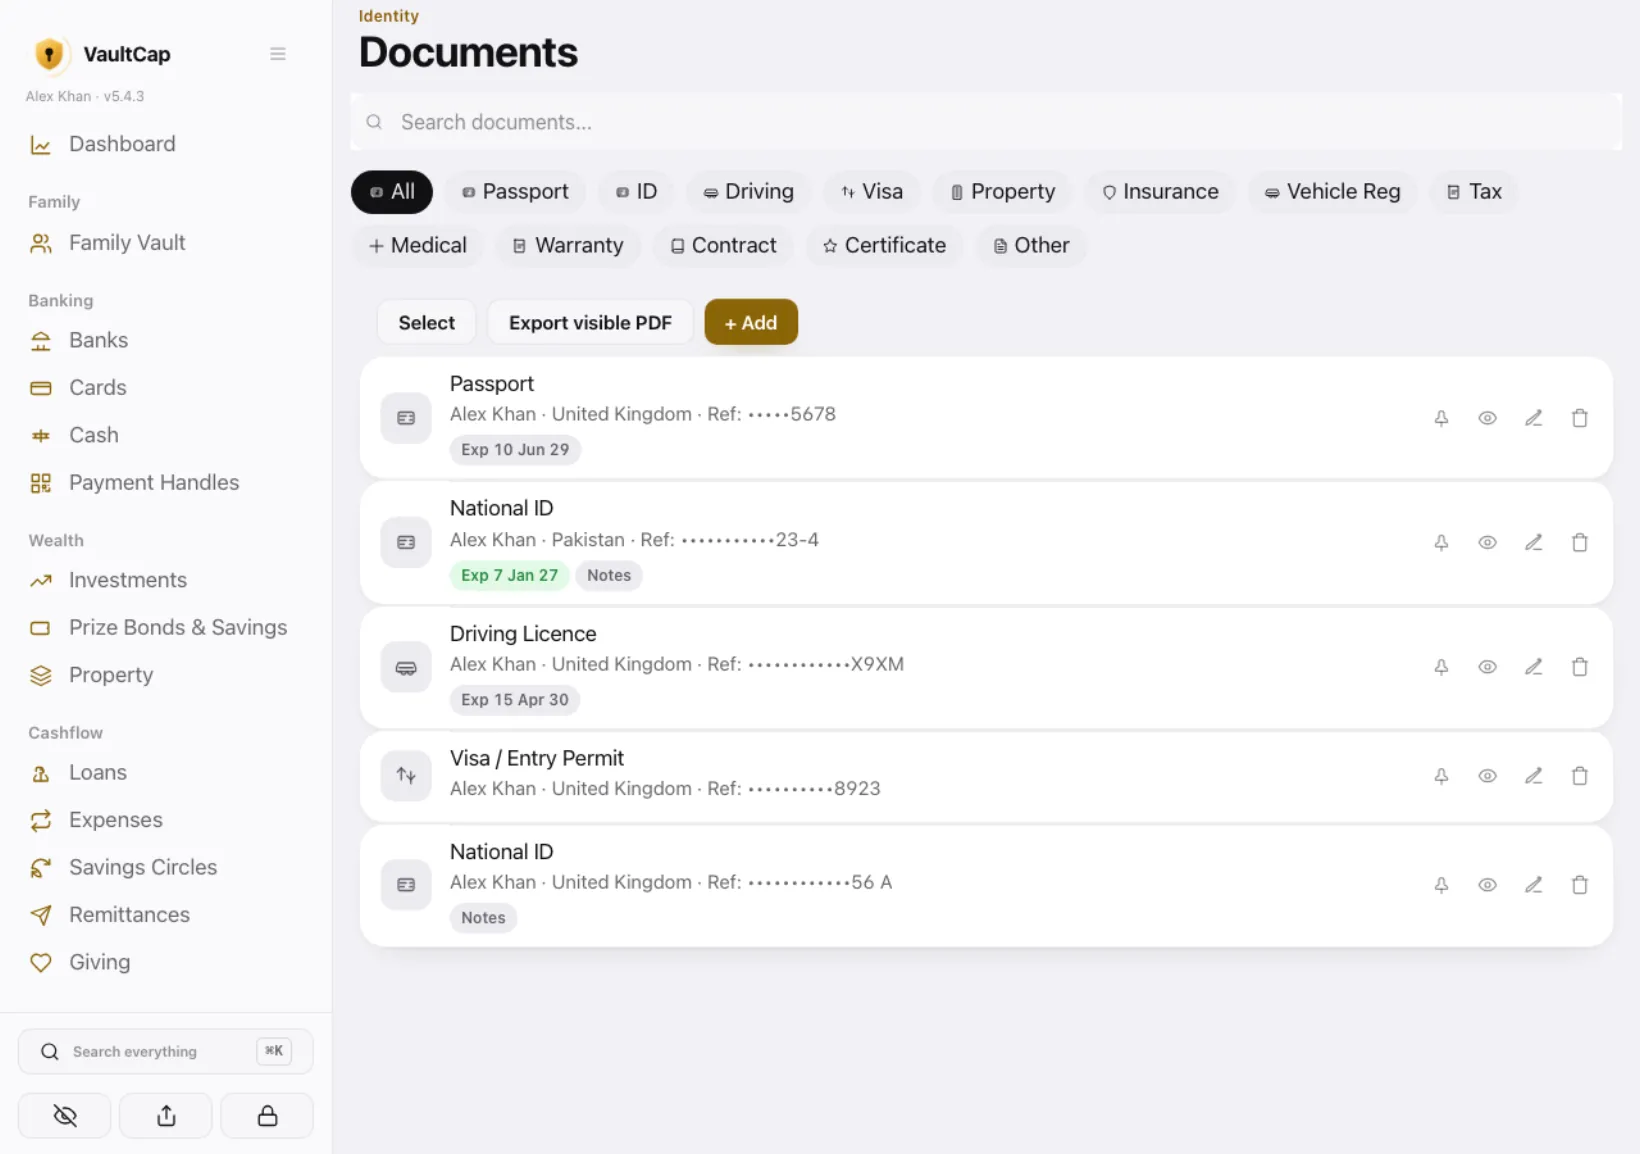 VaultCap
Alex Khan · v5.4.3
Dashboard
Family
Family Vault
Banking
Banks
Cards
Cash
Payment Handles
Wealth
Investments
Prize Bonds & Savings
Property
Cashflow
Loans
Expenses
Savings Circles
Remittances
Giving
Search everything ⌘K
Identity
Documents
Search documents...
All Passport ID Driving Visa Property Insurance Vehicle Reg Tax
Medical Warranty Contract Certificate Other
Select Export visible PDF + Add
Passport
Alex Khan · United Kingdom · Ref: •••••5678
Exp 10 Jun 29
National ID
Alex Khan · Pakistan · Ref: •••••••••••23-4
Exp 7 Jan 27 Notes
Driving Licence
Alex Khan · United Kingdom · Ref: ••••••••••••X9XM
Exp 15 Apr 30
Visa / Entry Permit
Alex Khan · United Kingdom · Ref: ••••••••••8923
National ID
Alex Khan · United Kingdom · Ref: ••••••••••••56 A
Notes